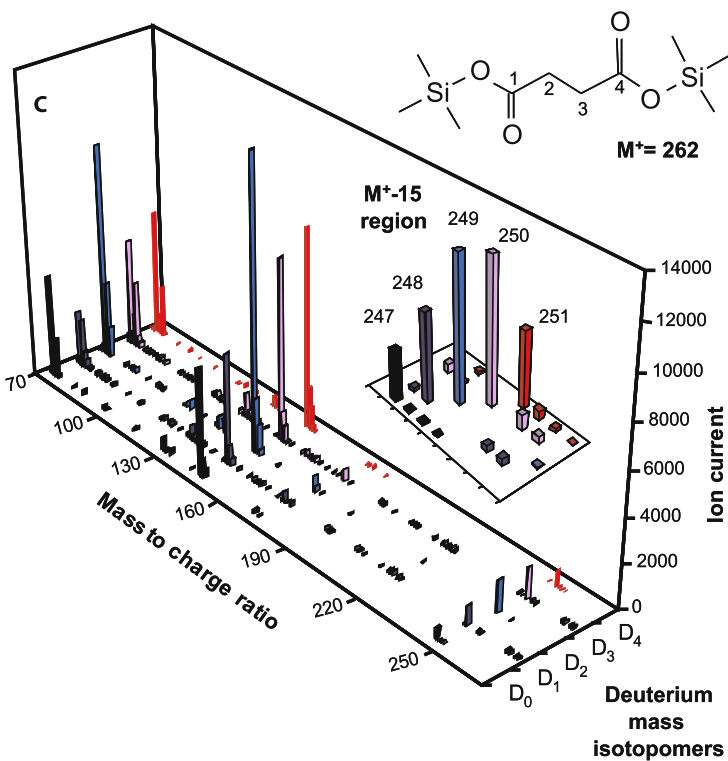 C
O
O
1
2
3
4
O
O
Si
Si
M⁺= 262
M⁺-15
region
247
248
249
250
251
14000
12000
10000
8000
6000
4000
2000
0
Ion current
70
100
130
160
190
220
250
Mass to charge ratio
D₀
D₁
D₂
D₃
D₄
Deuterium
mass
isotopomers